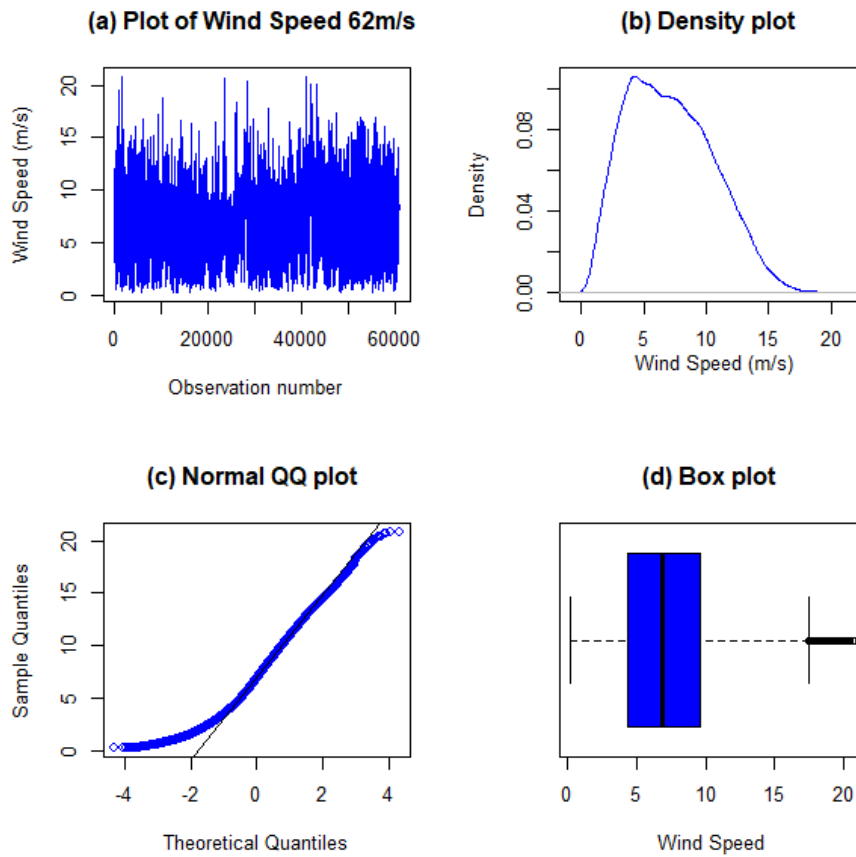 (a) Plot of Wind Speed 62m/s
Wind Speed (m/s)
0 5 10 15 20
0 20000 40000 60000
Observation number
(b) Density plot
Density
0.00 0.04 0.08
0 5 10 15 20
Wind Speed (m/s)
(c) Normal QQ plot
Sample Quantiles
0 5 10 15 20
-4 -2 0 2 4
Theoretical Quantiles
(d) Box plot
0 5 10 15 20
Wind Speed